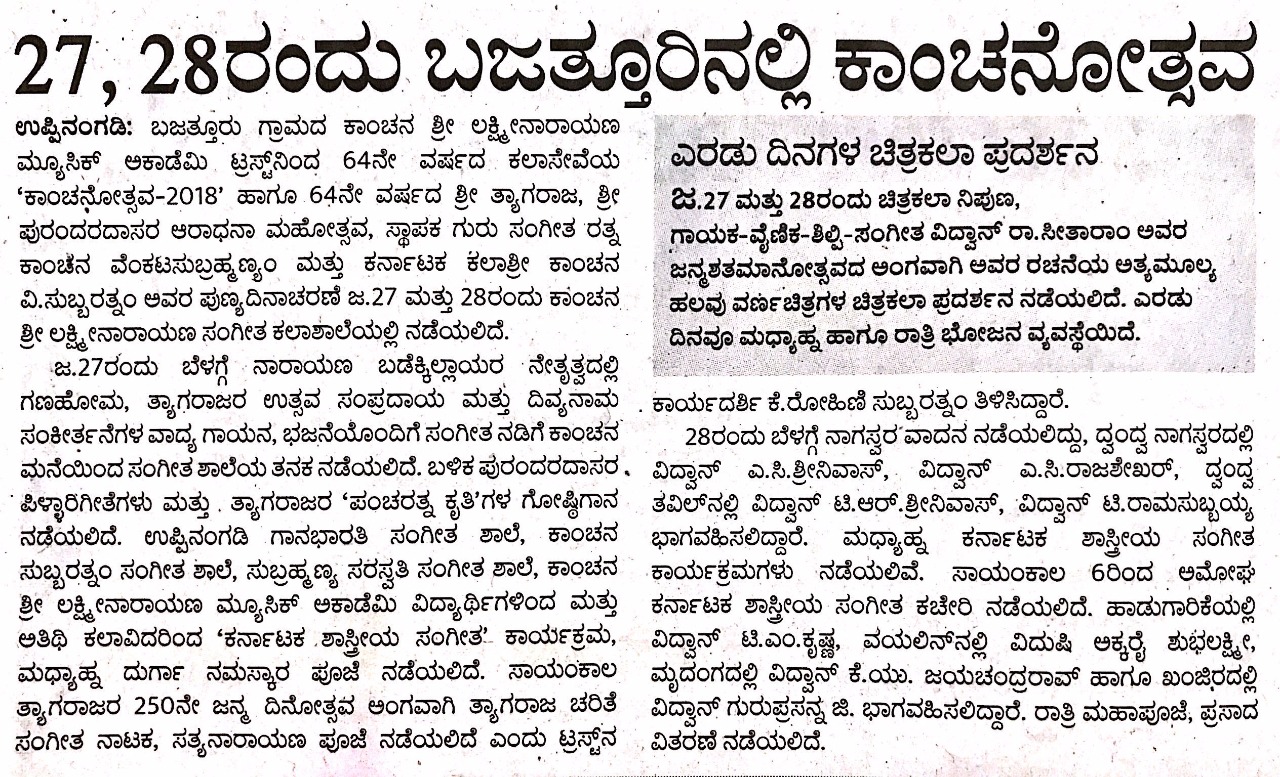 27, 28ರಂದು ಬಜತ್ತೂರಿನಲ್ಲಿ ಕಾಂಚನೋತ್ಸವ
ಉಪ್ಪಿನಂಗಡಿ: ಬಜತ್ತೂರು ಗ್ರಾಮದ ಕಾಂಚನ ಶ್ರೀ ಲಕ್ಷ್ಮೀನಾರಾಯಣ
ಮ್ಯೂಸಿಕ್ ಅಕಾಡೆಮಿ ಟ್ರಸ್ಟ್‌ನಿಂದ 64ನೇ ವರ್ಷದ ಕಲಾಸೇವೆಯ
‘ಕಾಂಚನೋತ್ಸವ-2018’ ಹಾಗೂ 64ನೇ ವರ್ಷದ ಶ್ರೀ ತ್ಯಾಗರಾಜ, ಶ್ರೀ
ಪುರಂದರದಾಸರ ಆರಾಧನಾ ಮಹೋತ್ಸವ, ಸ್ಥಾಪಕ ಗುರು ಸಂಗೀತ ರತ್ನ
ಕಾಂಚನ ವೆಂಕಟಸುಬ್ರಹ್ಮಣ್ಯಂ ಮತ್ತು ಕರ್ನಾಟಕ ಕಲಾಶ್ರೀ ಕಾಂಚನ
ವಿ.ಸುಬ್ಬರತ್ನಂ ಅವರ ಪುಣ್ಯದಿನಾಚರಣೆ ಜ.27 ಮತ್ತು 28ರಂದು ಕಾಂಚನ
ಶ್ರೀ ಲಕ್ಷ್ಮೀನಾರಾಯಣ ಸಂಗೀತ ಕಲಾಶಾಲೆಯಲ್ಲಿ ನಡೆಯಲಿದೆ.
ಜ.27ರಂದು ಬೆಳಗ್ಗೆ ನಾರಾಯಣ ಬಡೆಕ್ಕಿಲ್ಲಾಯರ ನೇತೃತ್ವದಲ್ಲಿ
ಗಣಹೋಮ, ತ್ಯಾಗರಾಜರ ಉತ್ಸವ ಸಂಪ್ರದಾಯ ಮತ್ತು ದಿವ್ಯನಾಮ
ಸಂಕೀರ್ತನೆಗಳ ವಾದ್ಯ ಗಾಯನ, ಭಜನೆಯೊಂದಿಗೆ ಸಂಗೀತ ನಡಿಗೆ ಕಾಂಚನ
ಮನೆಯಿಂದ ಸಂಗೀತ ಶಾಲೆಯ ತನಕ ನಡೆಯಲಿದೆ. ಬಳಿಕ ಪುರಂದರದಾಸರ
ಪಿಳ್ಳಾರಿಗೀತೆಗಳು ಮತ್ತು ತ್ಯಾಗರಾಜರ ‘ಪಂಚರತ್ನ ಕೃತಿ’ಗಳ ಗೋಷ್ಠಿಗಾನ
ನಡೆಯಲಿದೆ. ಉಪ್ಪಿನಂಗಡಿ ಗಾನಭಾರತಿ ಸಂಗೀತ ಶಾಲೆ, ಕಾಂಚನ
ಸುಬ್ಬರತ್ನಂ ಸಂಗೀತ ಶಾಲೆ, ಸುಬ್ರಹ್ಮಣ್ಯ ಸರಸ್ವತಿ ಸಂಗೀತ ಶಾಲೆ, ಕಾಂಚನ
ಶ್ರೀ ಲಕ್ಷ್ಮೀನಾರಾಯಣ ಮ್ಯೂಸಿಕ್ ಅಕಾಡೆಮಿ ವಿದ್ಯಾರ್ಥಿಗಳಿಂದ ಮತ್ತು
ಅತಿಥಿ ಕಲಾವಿದರಿಂದ ‘ಕರ್ನಾಟಕ ಶಾಸ್ತ್ರೀಯ ಸಂಗೀತ’ ಕಾರ್ಯಕ್ರಮ,
ಮಧ್ಯಾಹ್ನ ದುರ್ಗಾ ನಮಸ್ಕಾರ ಪೂಜೆ ನಡೆಯಲಿದೆ. ಸಾಯಂಕಾಲ
ತ್ಯಾಗರಾಜರ 250ನೇ ಜನ್ಮ ದಿನೋತ್ಸವ ಅಂಗವಾಗಿ ತ್ಯಾಗರಾಜ ಚರಿತೆ
ಸಂಗೀತ ನಾಟಕ, ಸತ್ಯನಾರಾಯಣ ಪೂಜೆ ನಡೆಯಲಿದೆ ಎಂದು ಟ್ರಸ್ಟ್‌ನ
ಎರಡು ದಿನಗಳ ಚಿತ್ರಕಲಾ ಪ್ರದರ್ಶನ
ಜ.27 ಮತ್ತು 28ರಂದು ಚಿತ್ರಕಲಾ ನಿಪುಣ,
ಗಾಯಕ-ವೈಣಿಕ-ಶಿಲ್ಪಿ-ಸಂಗೀತ ವಿದ್ವಾನ್ ರಾ.ಸೀತಾರಾಂ ಅವರ
ಜನ್ಮಶತಮಾನೋತ್ಸವದ ಅಂಗವಾಗಿ ಅವರ ರಚನೆಯ ಅತ್ಯಮೂಲ್ಯ
ಹಲವು ವರ್ಣಚಿತ್ರಗಳ ಚಿತ್ರಕಲಾ ಪ್ರದರ್ಶನ ನಡೆಯಲಿದೆ. ಎರಡು
ದಿನವೂ ಮಧ್ಯಾಹ್ನ ಹಾಗೂ ರಾತ್ರಿ ಭೋಜನ ವ್ಯವಸ್ಥೆಯಿದೆ.
ಕಾರ್ಯದರ್ಶಿ ಕೆ.ರೋಹಿಣಿ ಸುಬ್ಬರತ್ನಂ ತಿಳಿಸಿದ್ದಾರೆ.
28ರಂದು ಬೆಳಗ್ಗೆ ನಾಗಸ್ವರ ವಾದನ ನಡೆಯಲಿದ್ದು, ದ್ವಂದ್ವ ನಾಗಸ್ವರದಲ್ಲಿ
ವಿದ್ವಾನ್ ಎ.ಸಿ.ಶ್ರೀನಿವಾಸ್, ವಿದ್ವಾನ್ ಎ.ಸಿ.ರಾಜಶೇಖರ್, ದ್ವಂದ್ವ
ತವಿಲ್‌ನಲ್ಲಿ ವಿದ್ವಾನ್ ಟಿ.ಆರ್.ಶ್ರೀನಿವಾಸ್, ವಿದ್ವಾನ್ ಟಿ.ರಾಮಸುಬ್ಬಯ್ಯ
ಭಾಗವಹಿಸಲಿದ್ದಾರೆ. ಮಧ್ಯಾಹ್ನ ಕರ್ನಾಟಕ ಶಾಸ್ತ್ರೀಯ ಸಂಗೀತ
ಕಾರ್ಯಕ್ರಮಗಳು ನಡೆಯಲಿವೆ. ಸಾಯಂಕಾಲ 6ರಿಂದ ಅಮೋಘ
ಕರ್ನಾಟಕ ಶಾಸ್ತ್ರೀಯ ಸಂಗೀತ ಕಚೇರಿ ನಡೆಯಲಿದೆ. ಹಾಡುಗಾರಿಕೆಯಲ್ಲಿ
ವಿದ್ವಾನ್ ಟಿ.ಎಂ.ಕೃಷ್ಣ, ವಯಲಿನ್‌ನಲ್ಲಿ ವಿದುಷಿ ಅಕ್ಕರೈ ಶುಭಲಕ್ಷ್ಮೀ,
ಮೃದಂಗದಲ್ಲಿ ವಿದ್ವಾನ್ ಕೆ.ಯು. ಜಯಚಂದ್ರರಾವ್ ಹಾಗೂ ಖಂಜಿರದಲ್ಲಿ
ವಿದ್ವಾನ್ ಗುರುಪ್ರಸನ್ನ ಜಿ. ಭಾಗವಹಿಸಲಿದ್ದಾರೆ. ರಾತ್ರಿ ಮಹಾಪೂಜೆ, ಪ್ರಸಾದ
ವಿತರಣೆ ನಡೆಯಲಿದೆ.